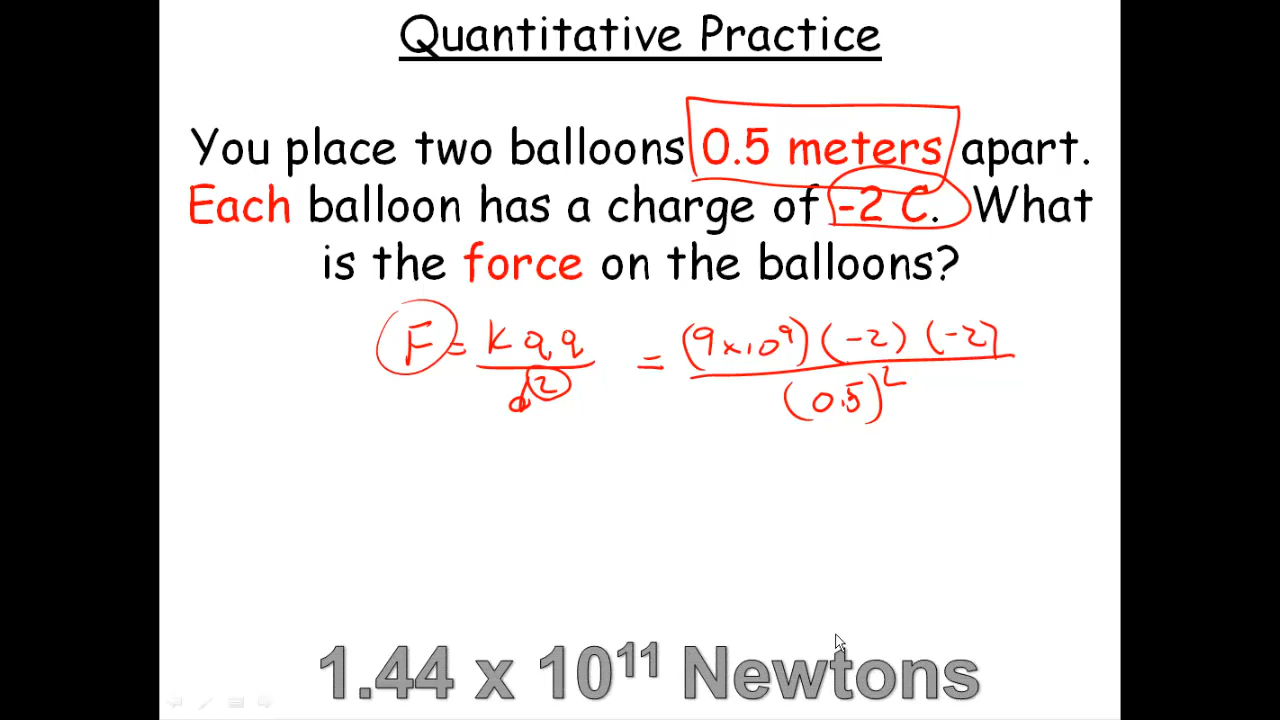 Quantitative Practice
You place two balloons 0.5 meters apart.
Each balloon has a charge of -2 C. What
is the force on the balloons?
F = kqq/d² = (9x10⁹)(-2)(-2)/(0.5)²
1.44 x 10¹¹ Newtons